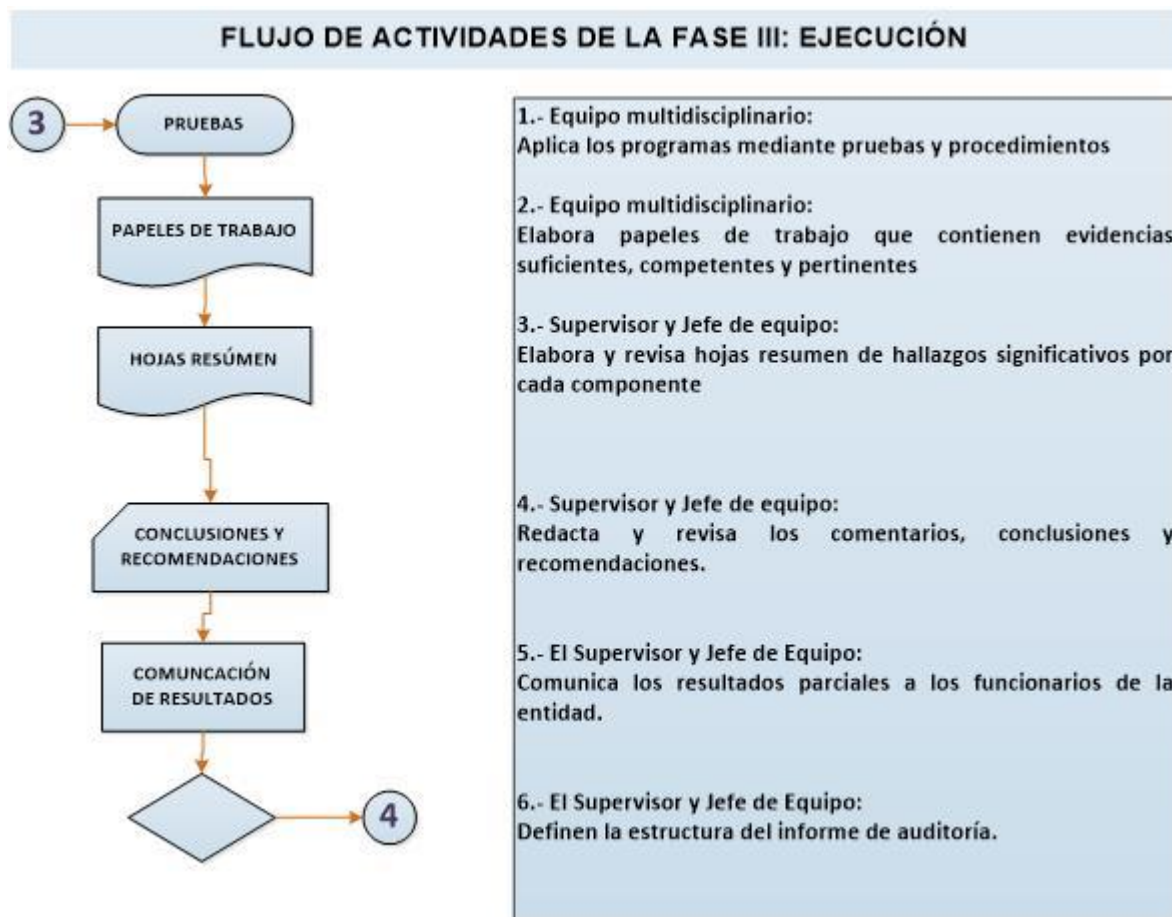 FLUJO DE ACTIVIDADES DE LA FASE III: EJECUCIÓN
3
PRUEBAS
PAPELES DE TRABAJO
HOJAS RESÚMEN
CONCLUSIONES Y
RECOMENDACIONES
COMUNCACIÓN
DE RESULTADOS
4
1.- Equipo multidisciplinario:
Aplica los programas mediante pruebas y procedimientos
2.- Equipo multidisciplinario:
Elabora papeles de trabajo que contienen evidencias
suficientes, competentes y pertinentes
3.- Supervisor y Jefe de equipo:
Elabora y revisa hojas resumen de hallazgos significativos por
cada componente
4.- Supervisor y Jefe de equipo:
Redacta y revisa los comentarios, conclusiones y
recomendaciones.
5.- El Supervisor y Jefe de Equipo:
Comunica los resultados parciales a los funcionarios de la
entidad.
6.- El Supervisor y Jefe de Equipo:
Definen la estructura del informe de auditoría.